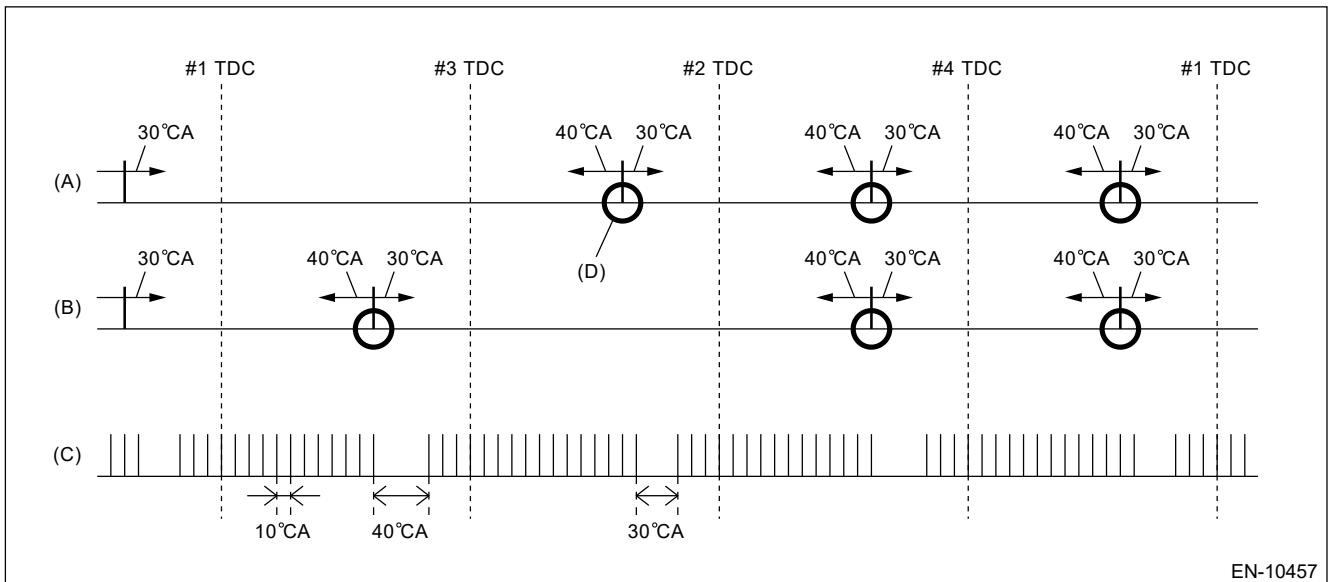 #1 TDC #3 TDC #2 TDC #4 TDC #1 TDC
30°CA 40°CA 30°CA 40°CA 30°CA 40°CA 30°CA
(A)
(D)
30°CA 40°CA 30°CA 40°CA 30°CA 40°CA 30°CA
(B)
(C)
10°CA 40°CA 30°CA
EN-10457